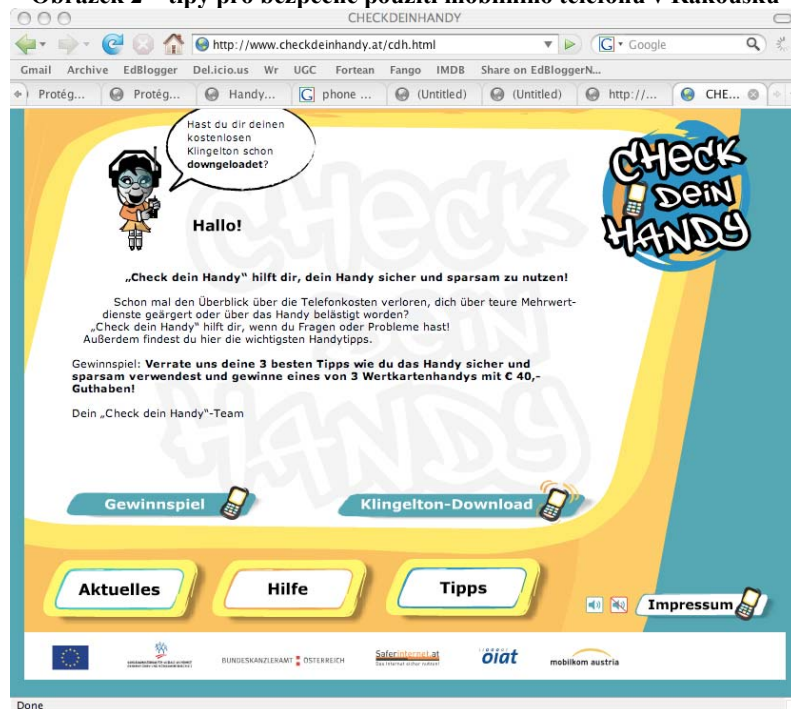 Obrázek 2 – tipy pro bezpečné použití mobilního telefonu v Rakousku
CHECKDEINHANDY
http://www.checkdeinhandy.at/cdh.html
Google
Gmail Archive EdBlogger Del.icio.us Wr UGC Fortean Fango IMDB Share on EdBloggerN...
Protég... Protég... Handy... phone ... (Untitled) (Untitled) http://... CHE...
Hast du dir deinen
kostenlosen
Klingelton schon
downgeloadet?
CHECK
DEIN
HANDY
Hallo!
„Check dein Handy“ hilft dir, dein Handy sicher und sparsam zu nutzen!
Schon mal den Überblick über die Telefonkosten verloren, dich über teure Mehrwert-
dienste geärgert oder über das Handy belästigt worden?
„Check dein Handy“ hilft dir, wenn du Fragen oder Probleme hast!
Außerdem findest du hier die wichtigsten Handytipps.
Gewinnspiel: Verrate uns deine 3 besten Tipps wie du das Handy sicher und
sparsam verwendest und gewinne eines von 3 Wertkartenhandys mit € 40,-
Guthaben!
Dein „Check dein Handy“-Team
CHECK
DEIN
HANDY
Gewinnspiel
Klingelton-Download
Aktuelles
Hilfe
Tipps
Impressum
BUNDESKANZLERAMT ÖSTERREICH
Saferinternet.at
Das Internet sicher nutzen!
oiat
mobilkom austria
Done